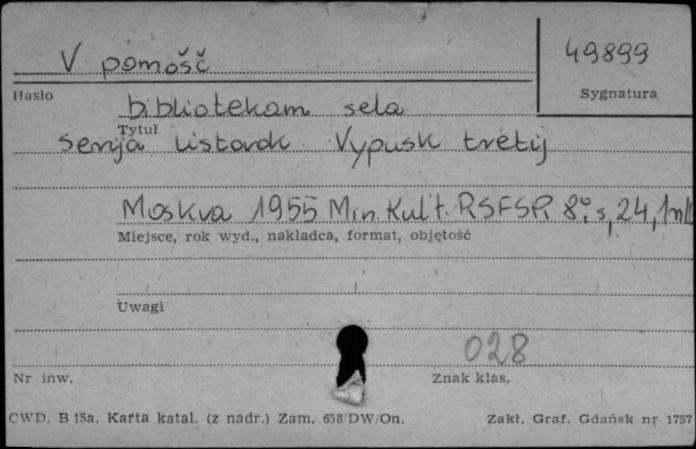 V pomošč
49899
Hasło
Sygnatura
bibliotekam sela
Tytuł
serija listovok Vypusk tretij
Moskva 1955 Min. Kul't. RSFSR 8° s, 24, 1 nlb
Miejsce, rok wyd., nakładca, format, objętość
Uwagi
028
Nr inw.
Znak klas.
CWD. B 15a. Karta katal. (z nadr.) Zam. 658/DW/On.
Zakł. Graf. Gdańsk nr 1757